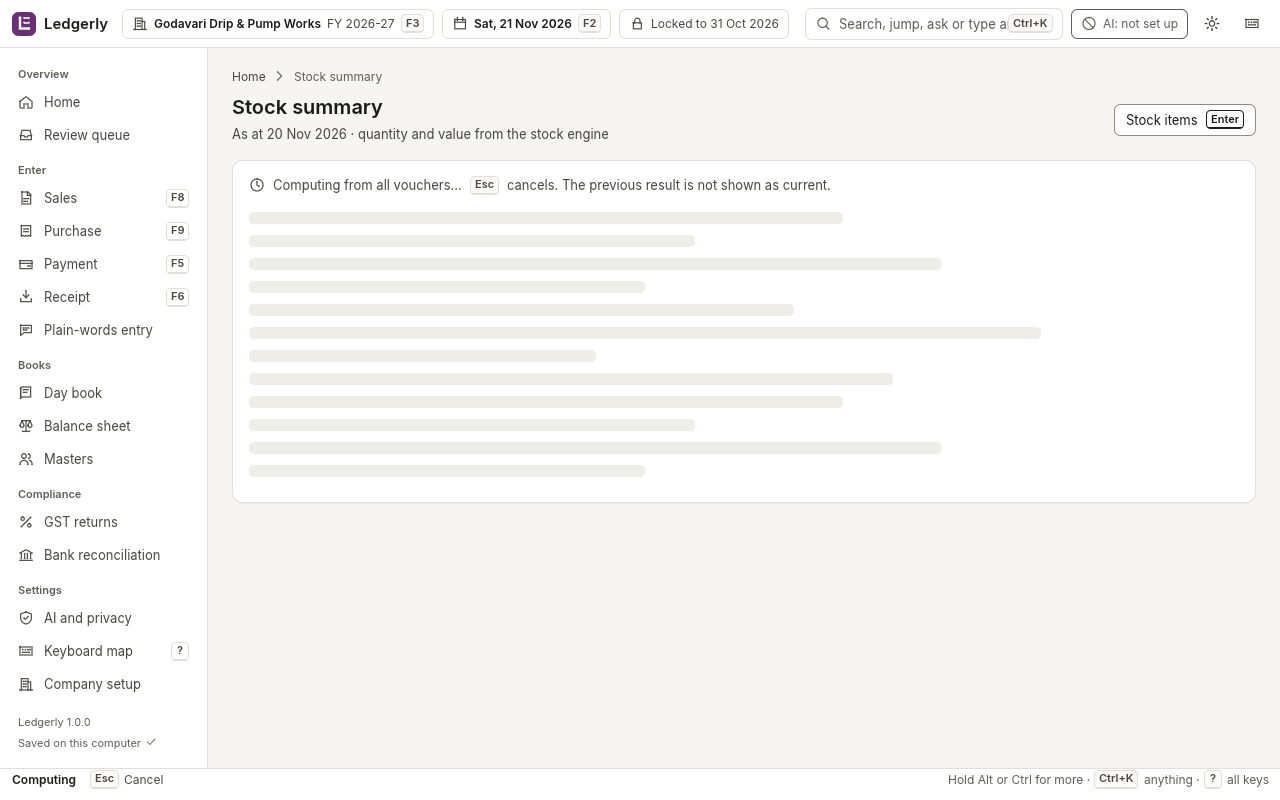 Ledgerly
Godavari Drip & Pump Works FY 2026-27 F3
Sat, 21 Nov 2026 F2
Locked to 31 Oct 2026
Search, jump, ask or type a Ctrl+K
AI: not set up
Overview
Home
Review queue
Enter
Sales F8
Purchase F9
Payment F5
Receipt F6
Plain-words entry
Books
Day book
Balance sheet
Masters
Compliance
GST returns
Bank reconciliation
Settings
AI and privacy
Keyboard map ?
Company setup
Ledgerly 1.0.0
Saved on this computer
Home Stock summary
Stock summary
As at 20 Nov 2026 · quantity and value from the stock engine
Stock items Enter
Computing from all vouchers... Esc cancels. The previous result is not shown as current.
Computing Esc Cancel
Hold Alt or Ctrl for more · Ctrl+K anything · ? all keys